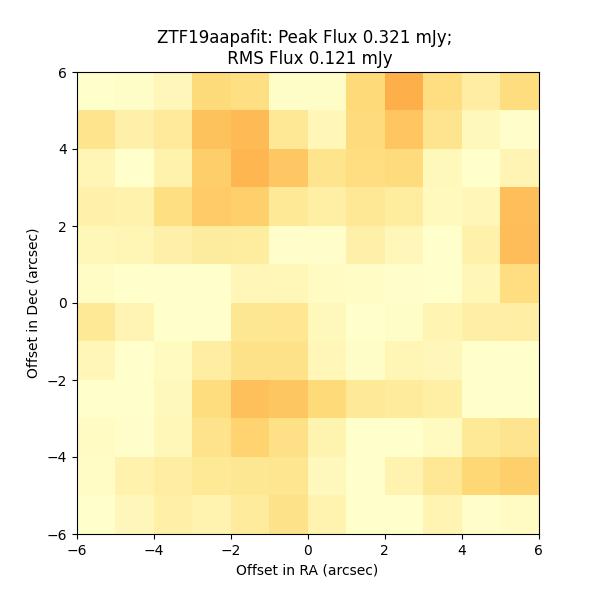 ZTF19aapafit: Peak Flux 0.321 mJy;
RMS Flux 0.121 mJy
6
4
2
0
−2
−4
−6
Offset in Dec (arcsec)
−6 −4 −2 0 2 4 6
Offset in RA (arcsec)